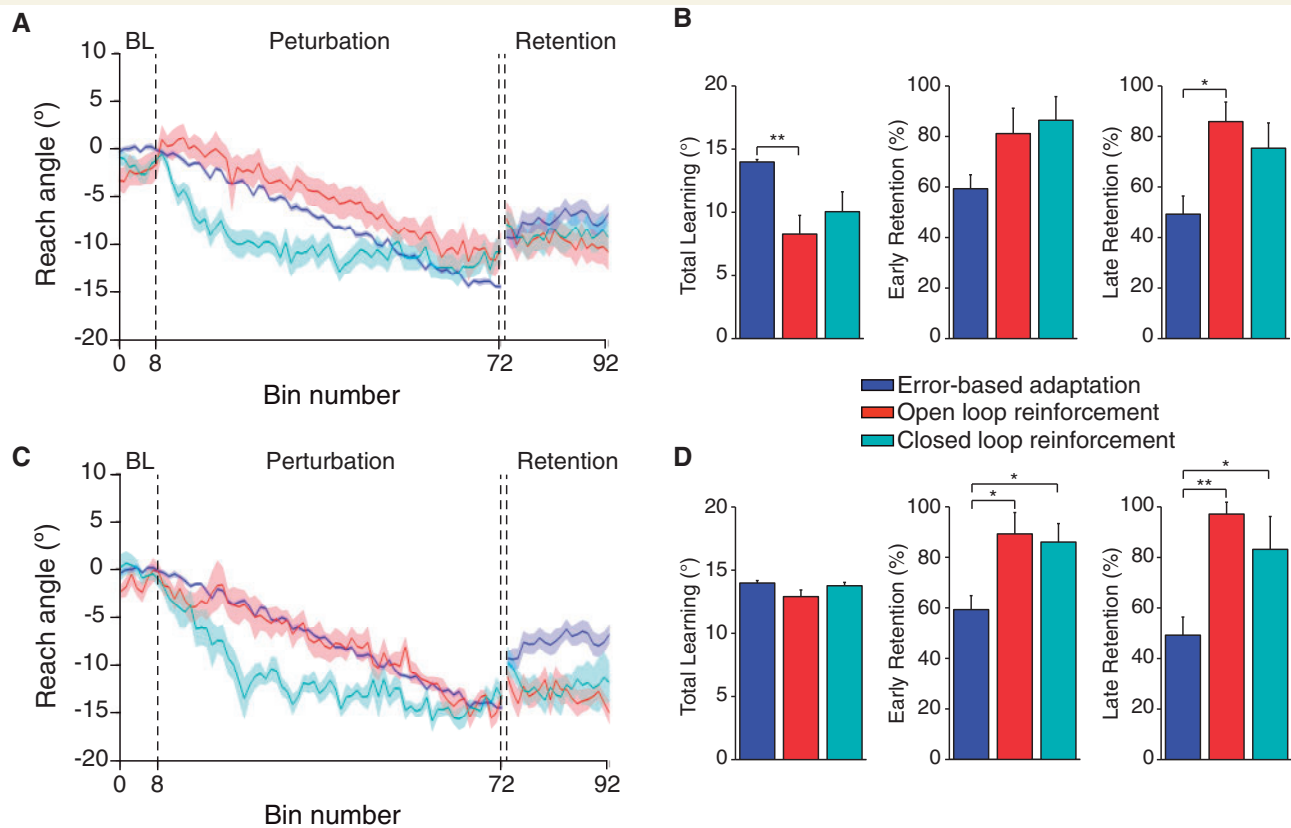 A
BL
Peturbation
Retention
10
5
0
-5
-10
-15
-20
Reach angle (º)
0 8 72 92
Bin number
B
20
15
10
5
0
Total Learning (°)
**
100
80
60
40
20
0
Early Retention (%)
100
80
60
40
20
0
Late Retention (%)
*
Error-based adaptation
Open loop reinforcement
Closed loop reinforcement
C
BL
Perturbation
Retention
10
5
0
-5
-10
-15
-20
Reach angle (º)
0 8 72 92
Bin number
D
20
15
10
5
0
Total Learning (°)
100
80
60
40
20
0
Early Retention (%)
*
*
100
80
60
40
20
0
Late Retention (%)
*
**